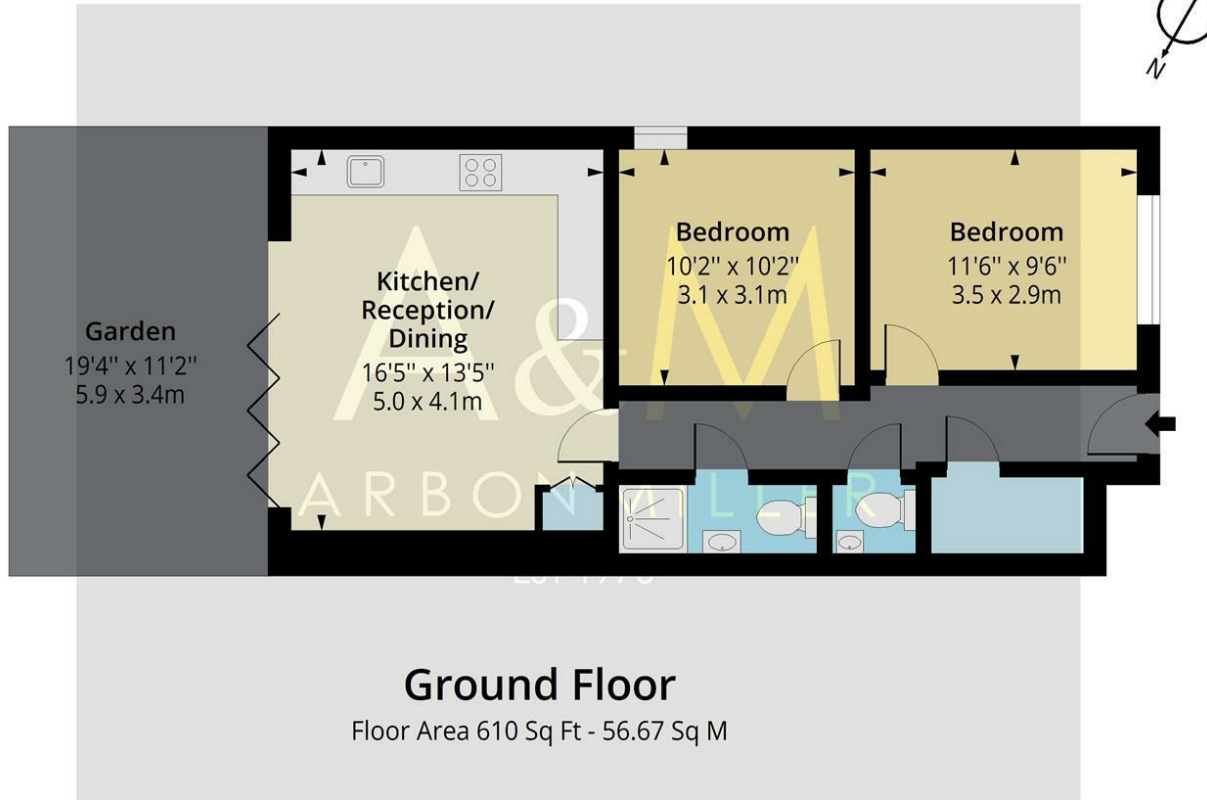 N
Garden
19'4'' x 11'2''
5.9 x 3.4m
Kitchen/
Reception/
Dining
16'5'' x 13'5''
5.0 x 4.1m
Bedroom
10'2'' x 10'2''
3.1 x 3.1m
Bedroom
11'6'' x 9'6''
3.5 x 2.9m
A&M
ARBON MILLER
Ground Floor
Floor Area 610 Sq Ft - 56.67 Sq M